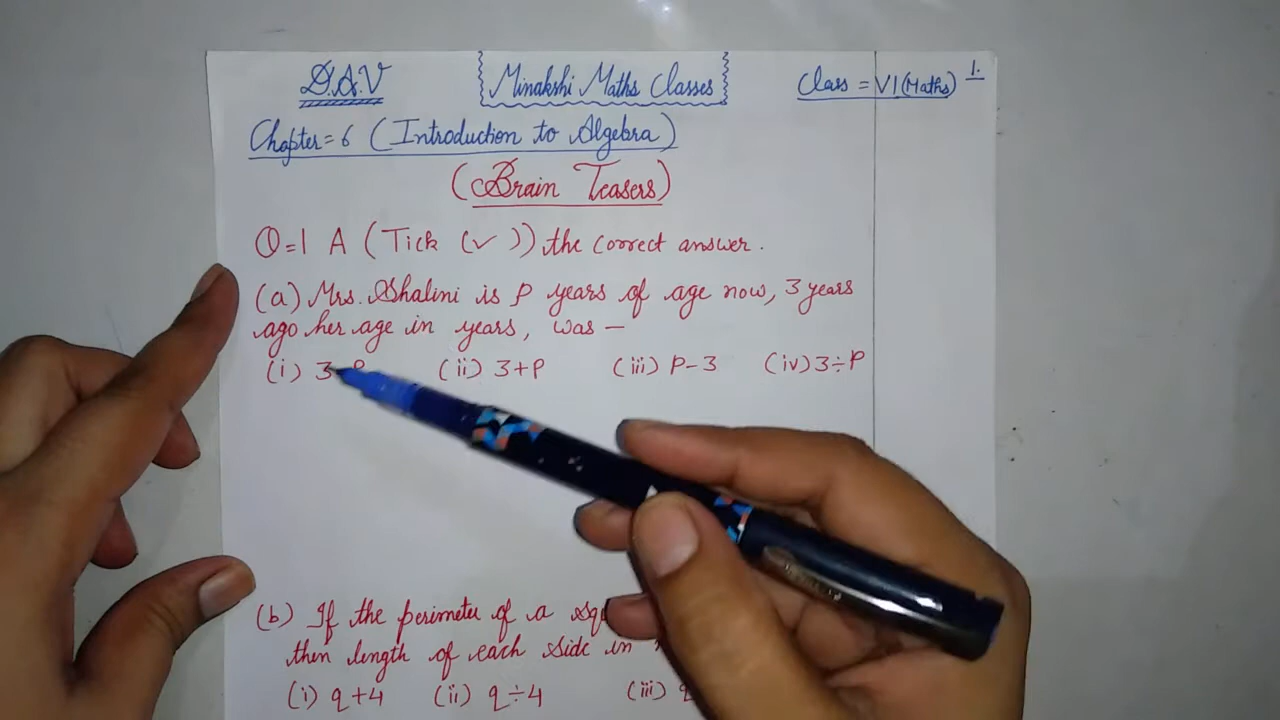 D.A.V Minakshi Maths Classes Class = VI (Maths) 1.
Chapter = 6 (Introduction to Algebra)
(Brain Teasers)
Q=1 A (Tick (✓)) the correct answer.
(a) Mrs. Shalini is P years of age now, 3 years
ago her age in years, was —
(i) 3-P (ii) 3+P (iii) P-3 (iv) 3÷P
(b) If the perimeter of a
then length of each side in
(i) q+4 (ii) q÷4 (iii) q